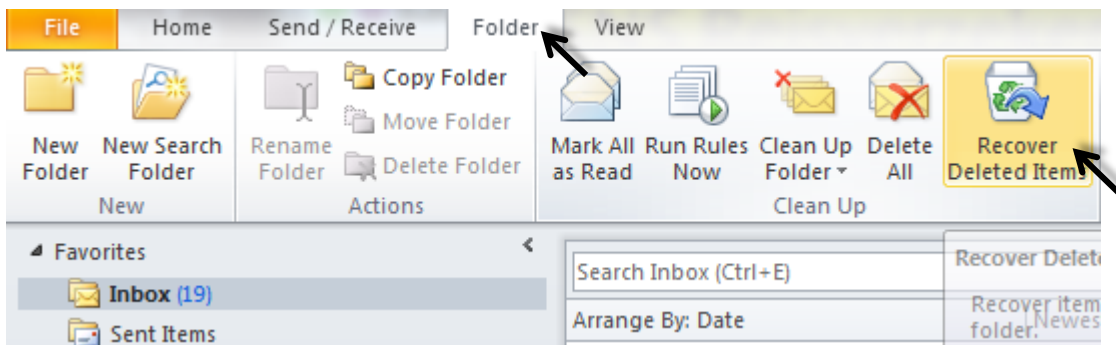 File Home Send / Receive Folder View
New Folder
New Search Folder
Rename Folder
Copy Folder
Move Folder
Delete Folder
Mark All as Read
Run Rules Now
Clean Up Folder
Delete All
Recover Deleted Items
New Actions Clean Up
Favorites
Inbox (19)
Sent Items
Search Inbox (Ctrl+E)
Arrange By: Date
Recover
Recover item
folder.